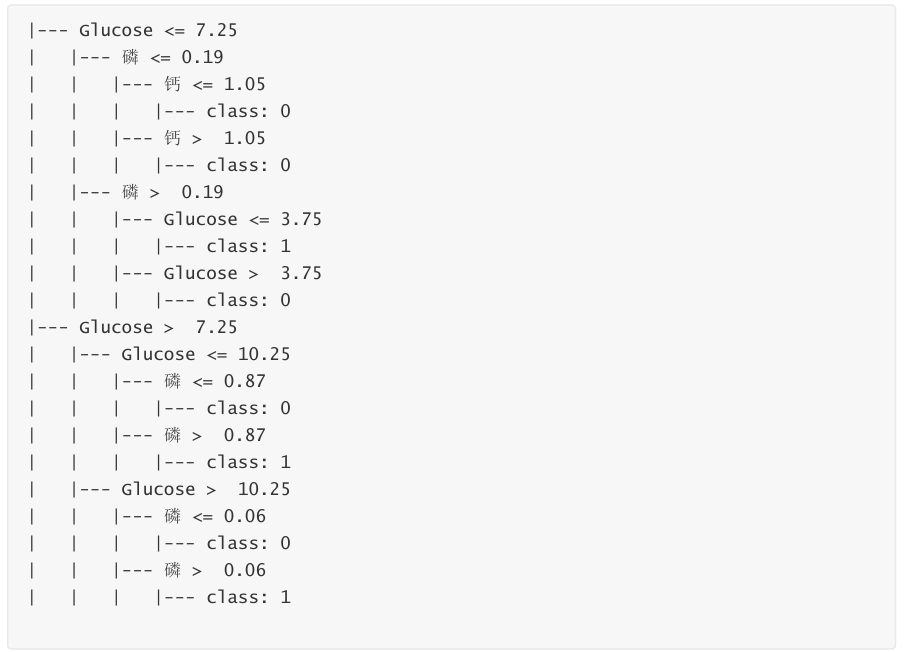 |--- Glucose <= 7.25
|   |--- 磷 <= 0.19
|   |   |--- 钙 <= 1.05
|   |   |   |--- class: 0
|   |   |--- 钙 >  1.05
|   |   |   |--- class: 0
|   |--- 磷 >  0.19
|   |   |--- Glucose <= 3.75
|   |   |   |--- class: 1
|   |   |--- Glucose >  3.75
|   |   |   |--- class: 0
|--- Glucose >  7.25
|   |--- Glucose <= 10.25
|   |   |--- 磷 <= 0.87
|   |   |   |--- class: 0
|   |   |--- 磷 >  0.87
|   |   |   |--- class: 1
|   |--- Glucose >  10.25
|   |   |--- 磷 <= 0.06
|   |   |   |--- class: 0
|   |   |--- 磷 >  0.06
|   |   |   |--- class: 1